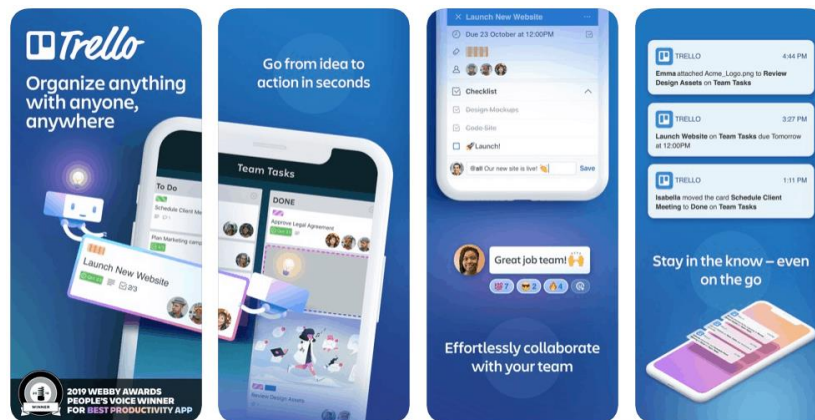 Trello
Organize anything
with anyone,
anywhere
To Do
Schedule Client Me
Plan Marketing camp
Launch New Website
2/3
2019 WEBBY AWARDS
PEOPLE'S VOICE WINNER
FOR BEST PRODUCTIVITY APP
WINNER
Go from idea to
action in seconds
Team Tasks
DONE
Approve Legal Agreement
Review Design Assets
Launch New Website
Due 23 October at 12:00PM
Checklist
Design Mockups
Code Site
🚀Launch!
@all Our new site is live! 👏
Save
Great job team! 🙌
7
😎 2
🔥 4
Effortlessly collaborate
with your team
TRELLO
4:44 PM
Emma attached Acme_Logo.png to Review
Design Assets on Team Tasks
TRELLO
3:27 PM
Launch Website on Team Tasks due Tomorrow
at 12:00PM
TRELLO
1:11 PM
Isabella moved the card Schedule Client
Meeting to Done on Team Tasks
Stay in the know – even
on the go